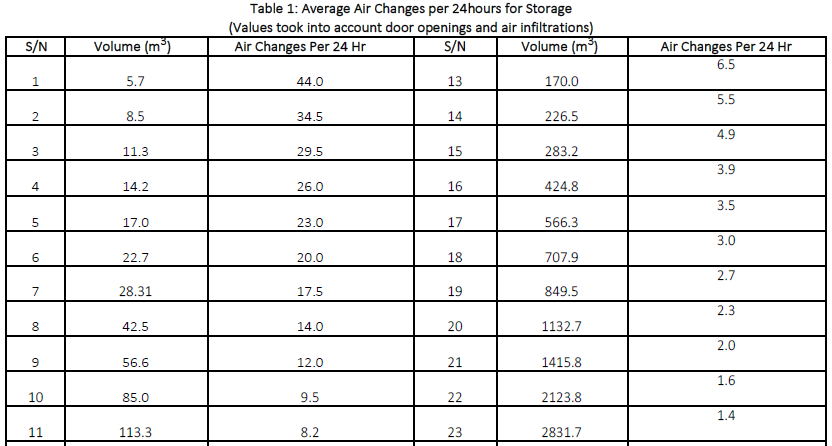 Table 1: Average Air Changes per 24hours for Storage
(Values took into account door openings and air infiltrations)
S/N Volume (m³) Air Changes Per 24 Hr S/N Volume (m³) Air Changes Per 24 Hr
1 5.7 44.0 13 170.0 6.5
2 8.5 34.5 14 226.5 5.5
3 11.3 29.5 15 283.2 4.9
4 14.2 26.0 16 424.8 3.9
5 17.0 23.0 17 566.3 3.5
6 22.7 20.0 18 707.9 3.0
7 28.31 17.5 19 849.5 2.7
8 42.5 14.0 20 1132.7 2.3
9 56.6 12.0 21 1415.8 2.0
10 85.0 9.5 22 2123.8 1.6
11 113.3 8.2 23 2831.7 1.4